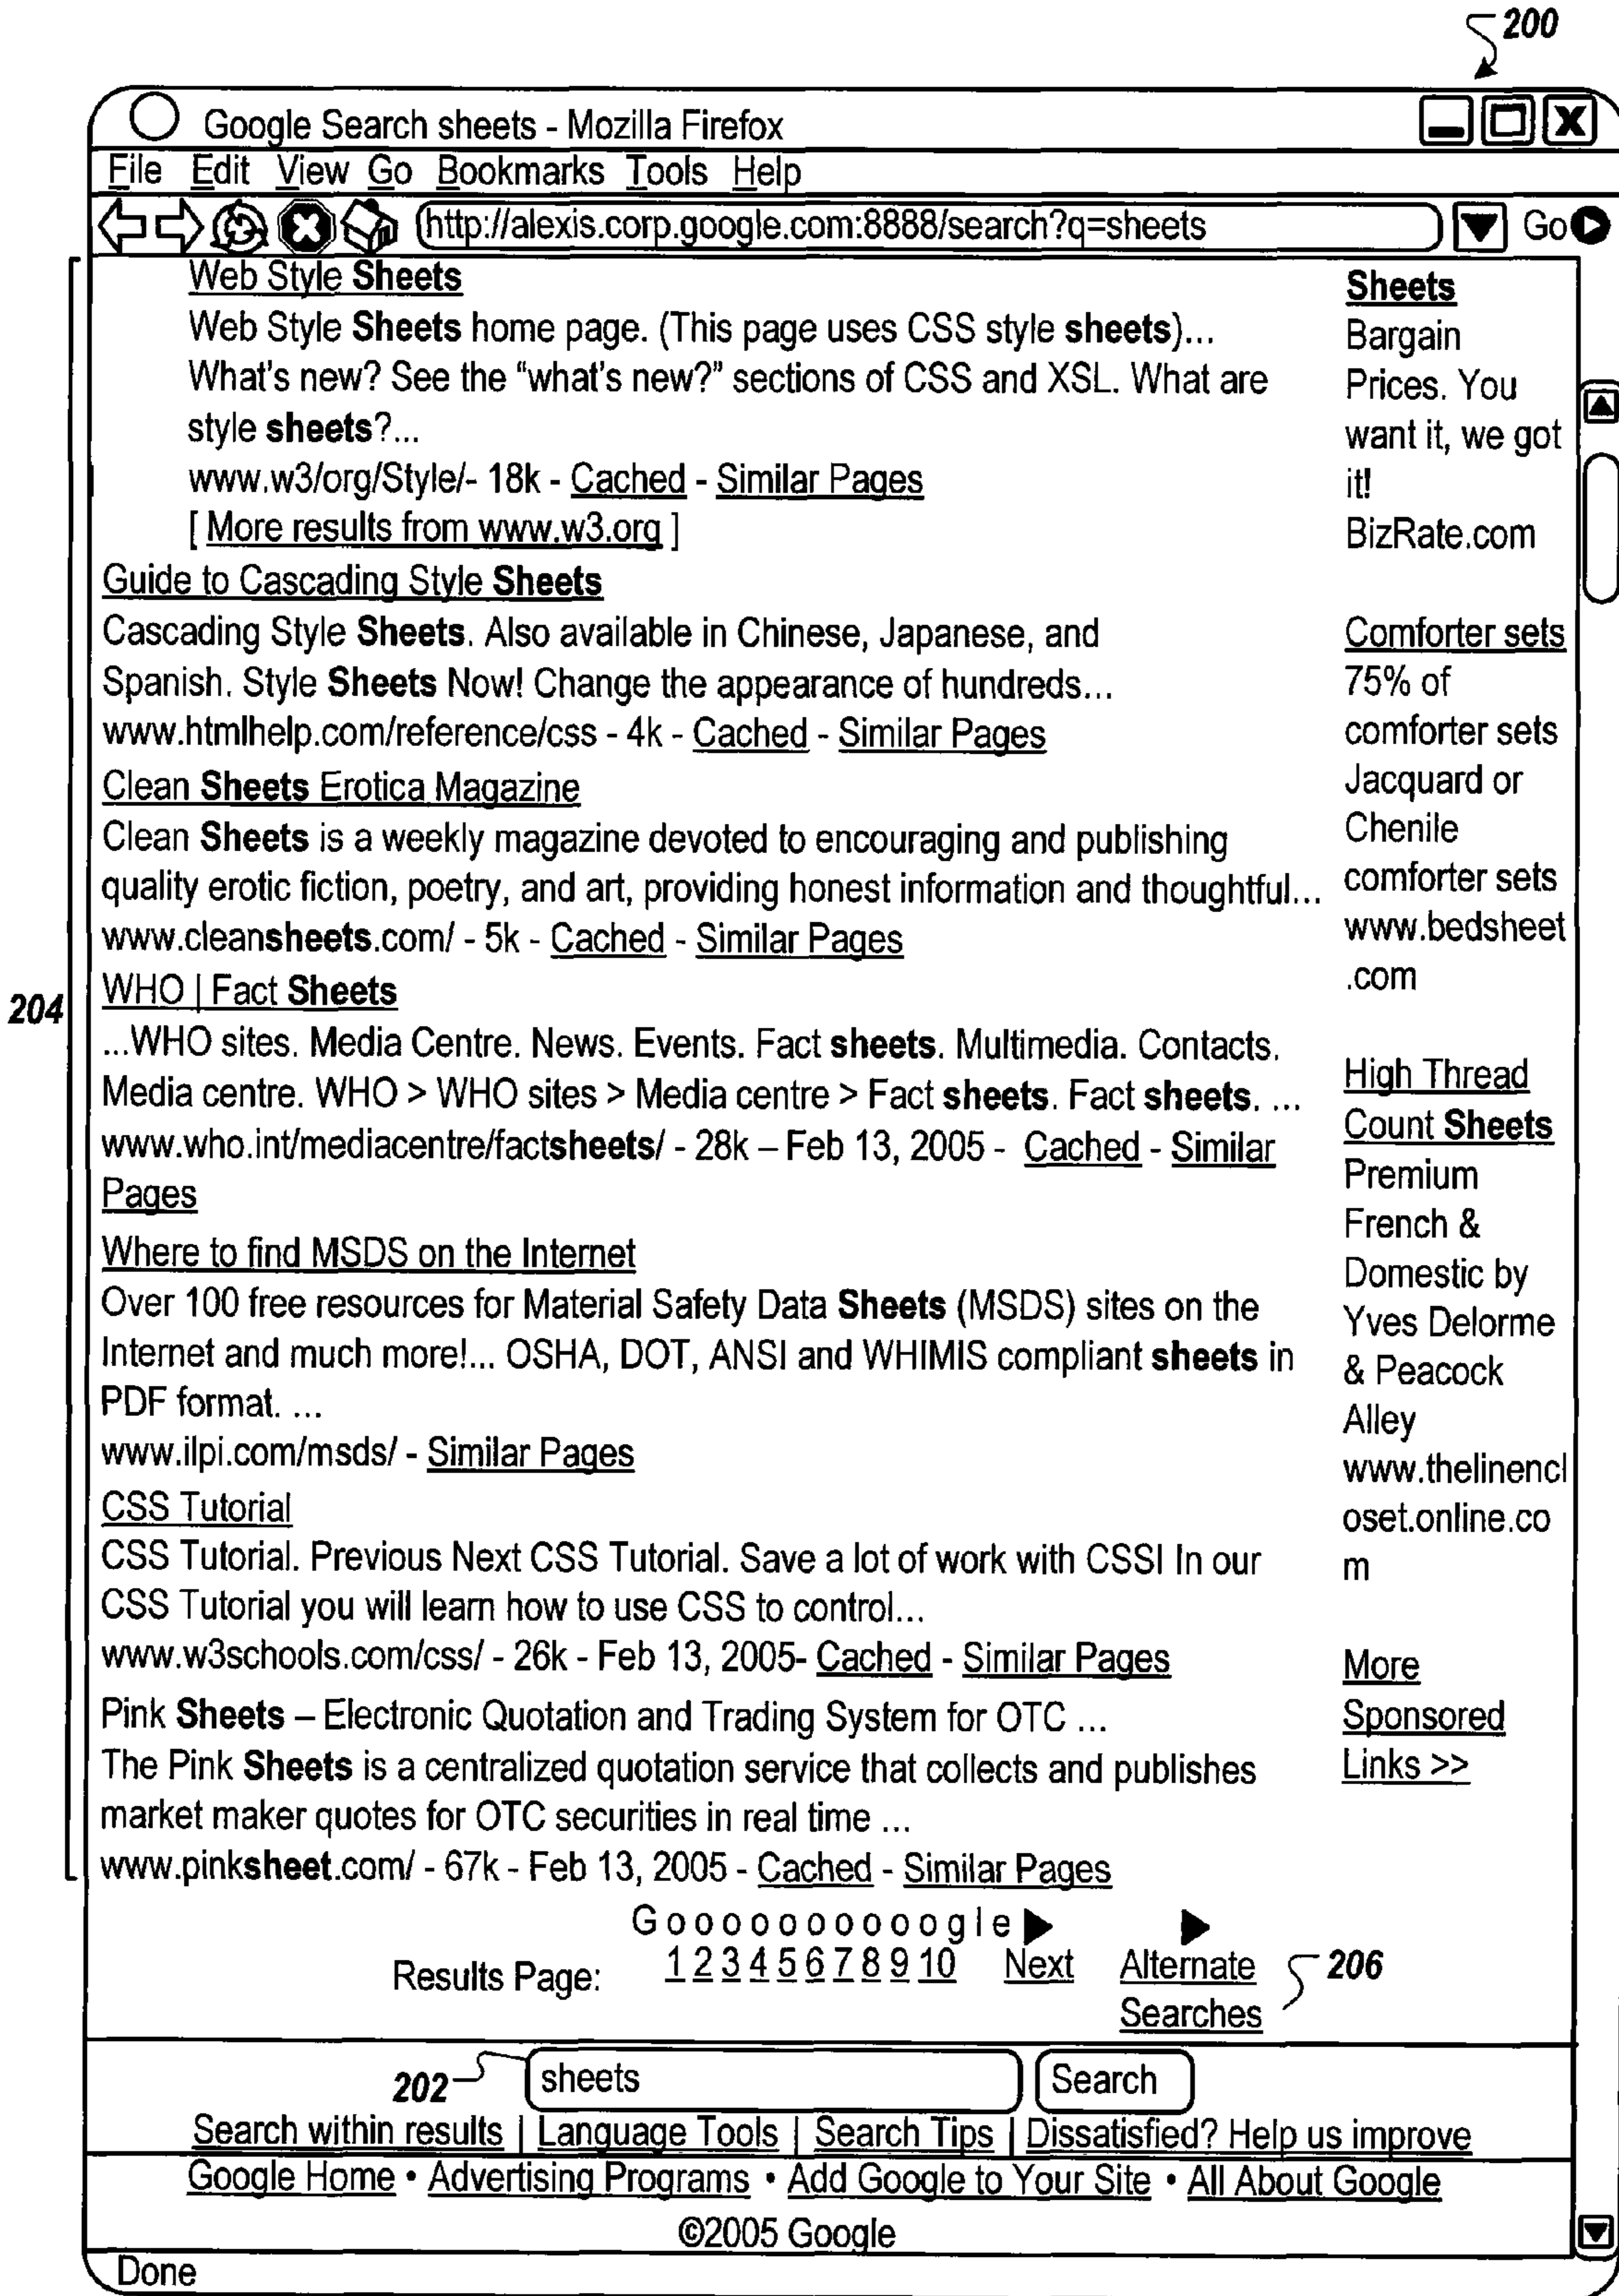 200
Google Search sheets - Mozilla Firefox
File Edit View Go Bookmarks Tools Help
http://alexis.corp.google.com:8888/search?q=sheets
Go
Web Style Sheets
Web Style Sheets home page. (This page uses CSS style sheets)...
What's new? See the "what's new?" sections of CSS and XSL. What are
style sheets?...
www.w3/org/Style/- 18k - Cached - Similar Pages
[ More results from www.w3.org ]
Guide to Cascading Style Sheets
Cascading Style Sheets. Also available in Chinese, Japanese, and
Spanish. Style Sheets Now! Change the appearance of hundreds...
www.htmlhelp.com/reference/css - 4k - Cached - Similar Pages
Clean Sheets Erotica Magazine
Clean Sheets is a weekly magazine devoted to encouraging and publishing
quality erotic fiction, poetry, and art, providing honest information and thoughtful...
www.cleansheets.com/ - 5k - Cached - Similar Pages
204
WHO | Fact Sheets
...WHO sites. Media Centre. News. Events. Fact sheets. Multimedia. Contacts.
Media centre. WHO > WHO sites > Media centre > Fact sheets. Fact sheets. ...
www.who.int/mediacentre/factsheets/ - 28k – Feb 13, 2005 - Cached - Similar
Pages
Where to find MSDS on the Internet
Over 100 free resources for Material Safety Data Sheets (MSDS) sites on the
Internet and much more!... OSHA, DOT, ANSI and WHIMIS compliant sheets in
PDF format. ...
www.ilpi.com/msds/ - Similar Pages
CSS Tutorial
CSS Tutorial. Previous Next CSS Tutorial. Save a lot of work with CSSI In our
CSS Tutorial you will learn how to use CSS to control...
www.w3schools.com/css/ - 26k - Feb 13, 2005- Cached - Similar Pages
Pink Sheets – Electronic Quotation and Trading System for OTC ...
The Pink Sheets is a centralized quotation service that collects and publishes
market maker quotes for OTC securities in real time ...
www.pinksheet.com/ - 67k - Feb 13, 2005 - Cached - Similar Pages
Sheets
Bargain
Prices. You
want it, we got
it!
BizRate.com
Comforter sets
75% of
comforter sets
Jacquard or
Chenile
comforter sets
www.bedsheet
.com
High Thread
Count Sheets
Premium
French &
Domestic by
Yves Delorme
& Peacock
Alley
www.thelinencl
oset.online.co
m
More
Sponsored
Links >>
G o o o o o o o o o o g l e
Results Page: 1 2 3 4 5 6 7 8 9 10 Next Alternate
Searches
206
202
sheets
Search
Search within results | Language Tools | Search Tips | Dissatisfied? Help us improve
Google Home • Advertising Programs • Add Google to Your Site • All About Google
©2005 Google
Done